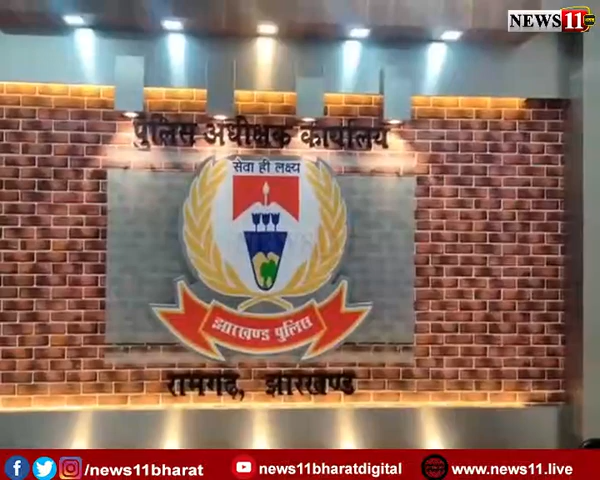 NEWS 11
पुलिस अधीक्षक कार्यालय
सेवा ही लक्ष्य
झारखण्ड पुलिस
रामगढ़, झारखण्ड
/news11bharat
news11bharatdigital
www.news11.live